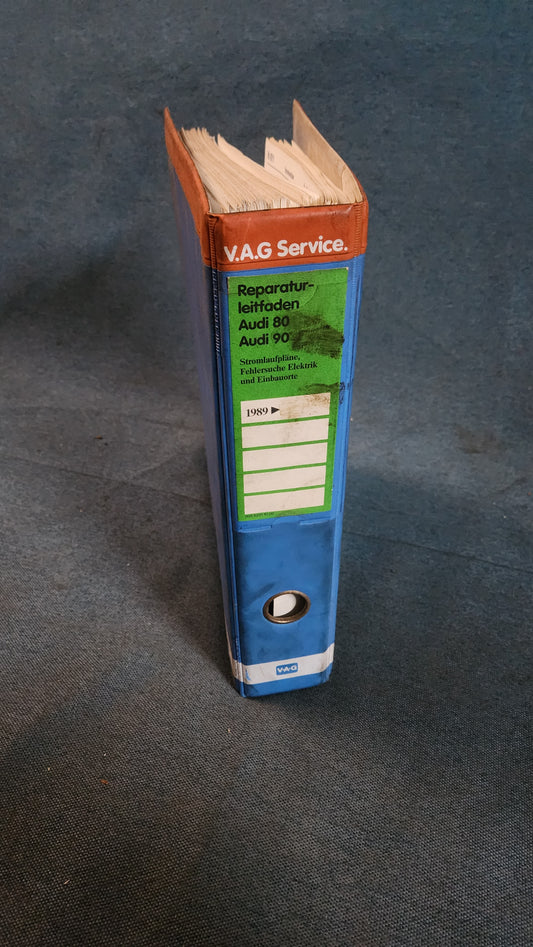 V.A.G Service.
Reparatur-
leitfaden
Audi 80
Audi 90
Stromlaufpläne,
Fehlersuche Elektrik
und Einbauorte
1989 ►
V·A·G